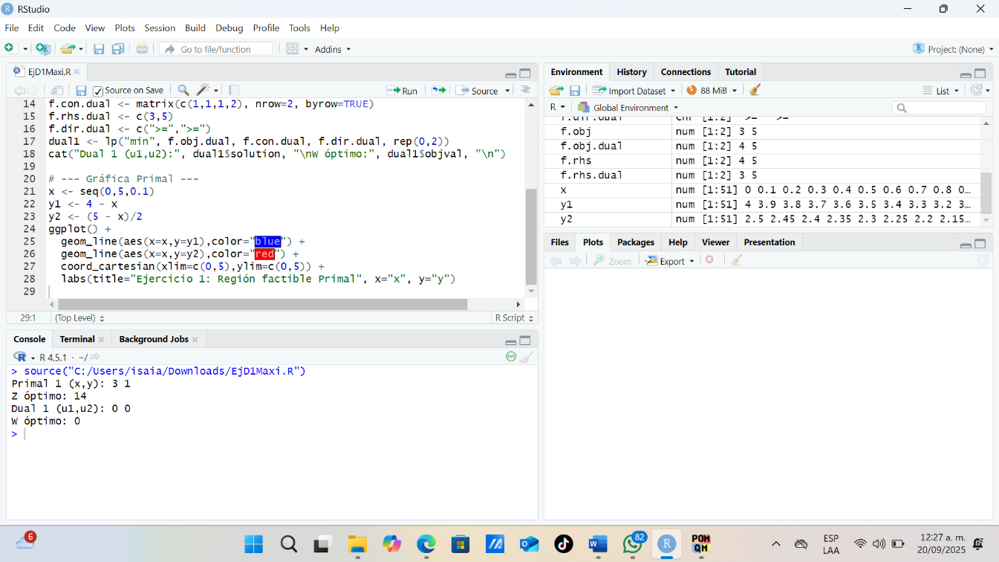 RStudio
File Edit Code View Plots Session Build Debug Profile Tools Help
Go to file/function
Addins
Project: (None)
EjD1Maxi.R
Source on Save
Run
Source
14 f.con.dual <- matrix(c(1,1,1,2), nrow=2, byrow=TRUE)
15 f.rhs.dual <- c(3,5)
16 f.dir.dual <- c(">=",">=")
17 dual1 <- lp("min", f.obj.dual, f.con.dual, f.dir.dual, rep(0,2))
18 cat("Dual 1 (u1,u2):", dual1$solution, "\nW óptimo:", dual1$objval, "\n")
19
20 # --- Gráfica Primal ---
21 x <- seq(0,5,0.1)
22 y1 <- 4 - x
23 y2 <- (5 - x)/2
24 ggplot() +
25 geom_line(aes(x=x,y=y1),color="blue") +
26 geom_line(aes(x=x,y=y2),color="red") +
27 coord_cartesian(xlim=c(0,5),ylim=c(0,5)) +
28 labs(title="Ejercicio 1: Región factible Primal", x="x", y="y")
29
29:1 (Top Level) R Script
Console Terminal Background Jobs
R 4.5.1 · ~/
> source("C:/Users/isaia/Downloads/EjD1Maxi.R")
Primal 1 (x,y): 3 1
Z óptimo: 14
Dual 1 (u1,u2): 0 0
W óptimo: 0
>
Environment History Connections Tutorial
Import Dataset 88 MiB List
R Global Environment
f.dir.dual chr [1:2] ">=" ">="
f.obj num [1:2] 3 5
f.obj.dual num [1:2] 4 5
f.rhs num [1:2] 4 5
f.rhs.dual num [1:2] 3 5
x num [1:51] 0 0.1 0.2 0.3 0.4 0.5 0.6 0.7 0.8 0…
y1 num [1:51] 4 3.9 3.8 3.7 3.6 3.5 3.4 3.3 3.2 3…
y2 num [1:51] 2.5 2.45 2.4 2.35 2.3 2.25 2.2 2.15…
Files Plots Packages Help Viewer Presentation
Zoom Export
6
82
POM
QM
ESP
LAA
12:27 a. m.
20/09/2025